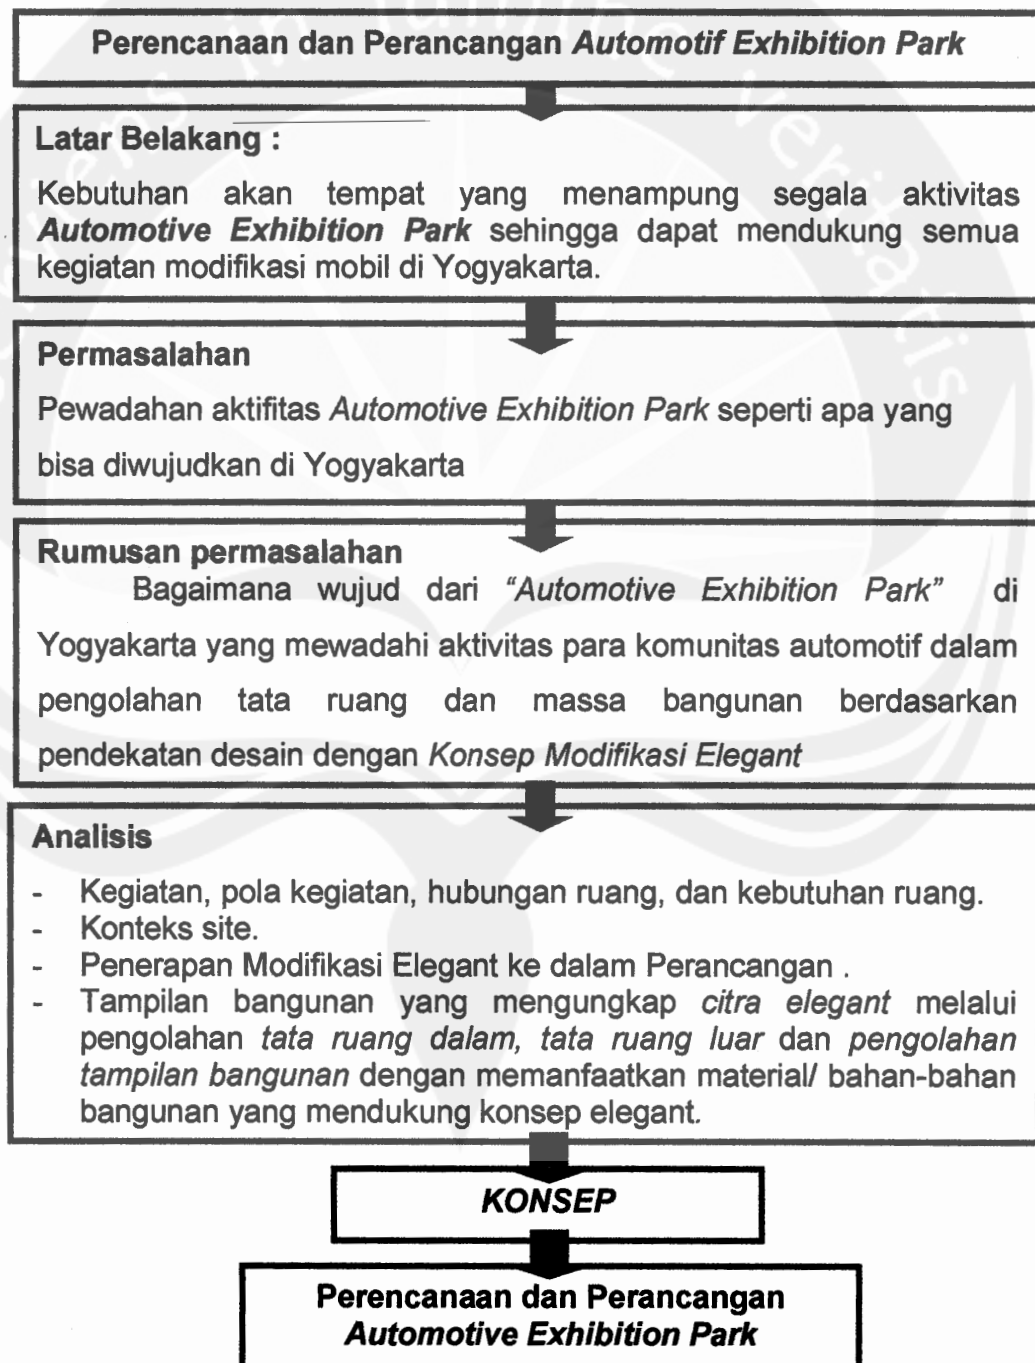 Perencanaan dan Perancangan Automotif Exhibition Park
Latar Belakang :
Kebutuhan akan tempat yang menampung segala aktivitas
Automotive Exhibition Park sehingga dapat mendukung semua
kegiatan modifikasi mobil di Yogyakarta.
Permasalahan
Pewadahan aktifitas Automotive Exhibition Park seperti apa yang
bisa diwujudkan di Yogyakarta
Rumusan permasalahan
Bagaimana wujud dari “Automotive Exhibition Park” di
Yogyakarta yang mewadahi aktivitas para komunitas automotif dalam
pengolahan tata ruang dan massa bangunan berdasarkan
pendekatan desain dengan Konsep Modifikasi Elegant
Analisis
- Kegiatan, pola kegiatan, hubungan ruang, dan kebutuhan ruang.
- Konteks site.
- Penerapan Modifikasi Elegant ke dalam Perancangan .
- Tampilan bangunan yang mengungkap citra elegant melalui
pengolahan tata ruang dalam, tata ruang luar dan pengolahan
tampilan bangunan dengan memanfaatkan material/ bahan-bahan
bangunan yang mendukung konsep elegant.
KONSEP
Perencanaan dan Perancangan
Automotive Exhibition Park
in lumine veritatis